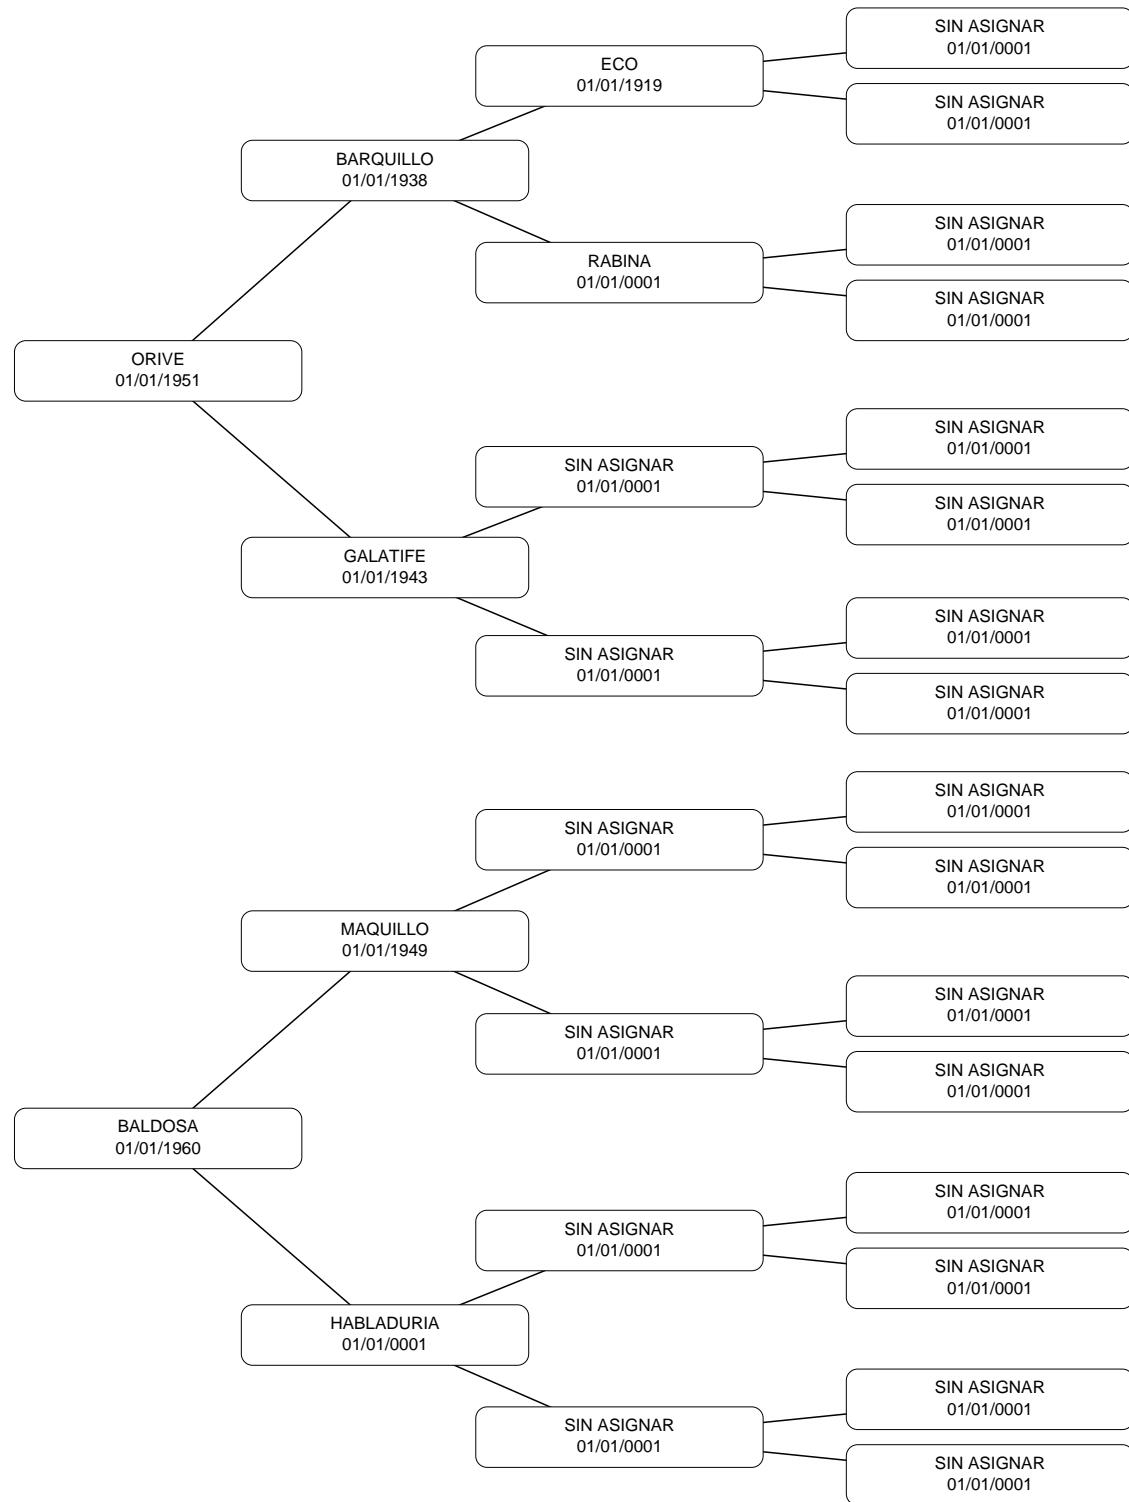 SIN ASIGNAR
01/01/0001
ECO
01/01/1919
SIN ASIGNAR
01/01/0001
BARQUILLO
01/01/1938
SIN ASIGNAR
01/01/0001
RABINA
01/01/0001
SIN ASIGNAR
01/01/0001
ORIVE
01/01/1951
SIN ASIGNAR
01/01/0001
SIN ASIGNAR
01/01/0001
SIN ASIGNAR
01/01/0001
GALATIFE
01/01/1943
SIN ASIGNAR
01/01/0001
SIN ASIGNAR
01/01/0001
SIN ASIGNAR
01/01/0001
SIN ASIGNAR
01/01/0001
SIN ASIGNAR
01/01/0001
SIN ASIGNAR
01/01/0001
MAQUILLO
01/01/1949
SIN ASIGNAR
01/01/0001
SIN ASIGNAR
01/01/0001
SIN ASIGNAR
01/01/0001
BALDOSA
01/01/1960
SIN ASIGNAR
01/01/0001
SIN ASIGNAR
01/01/0001
SIN ASIGNAR
01/01/0001
HABLADURIA
01/01/0001
SIN ASIGNAR
01/01/0001
SIN ASIGNAR
01/01/0001
SIN ASIGNAR
01/01/0001